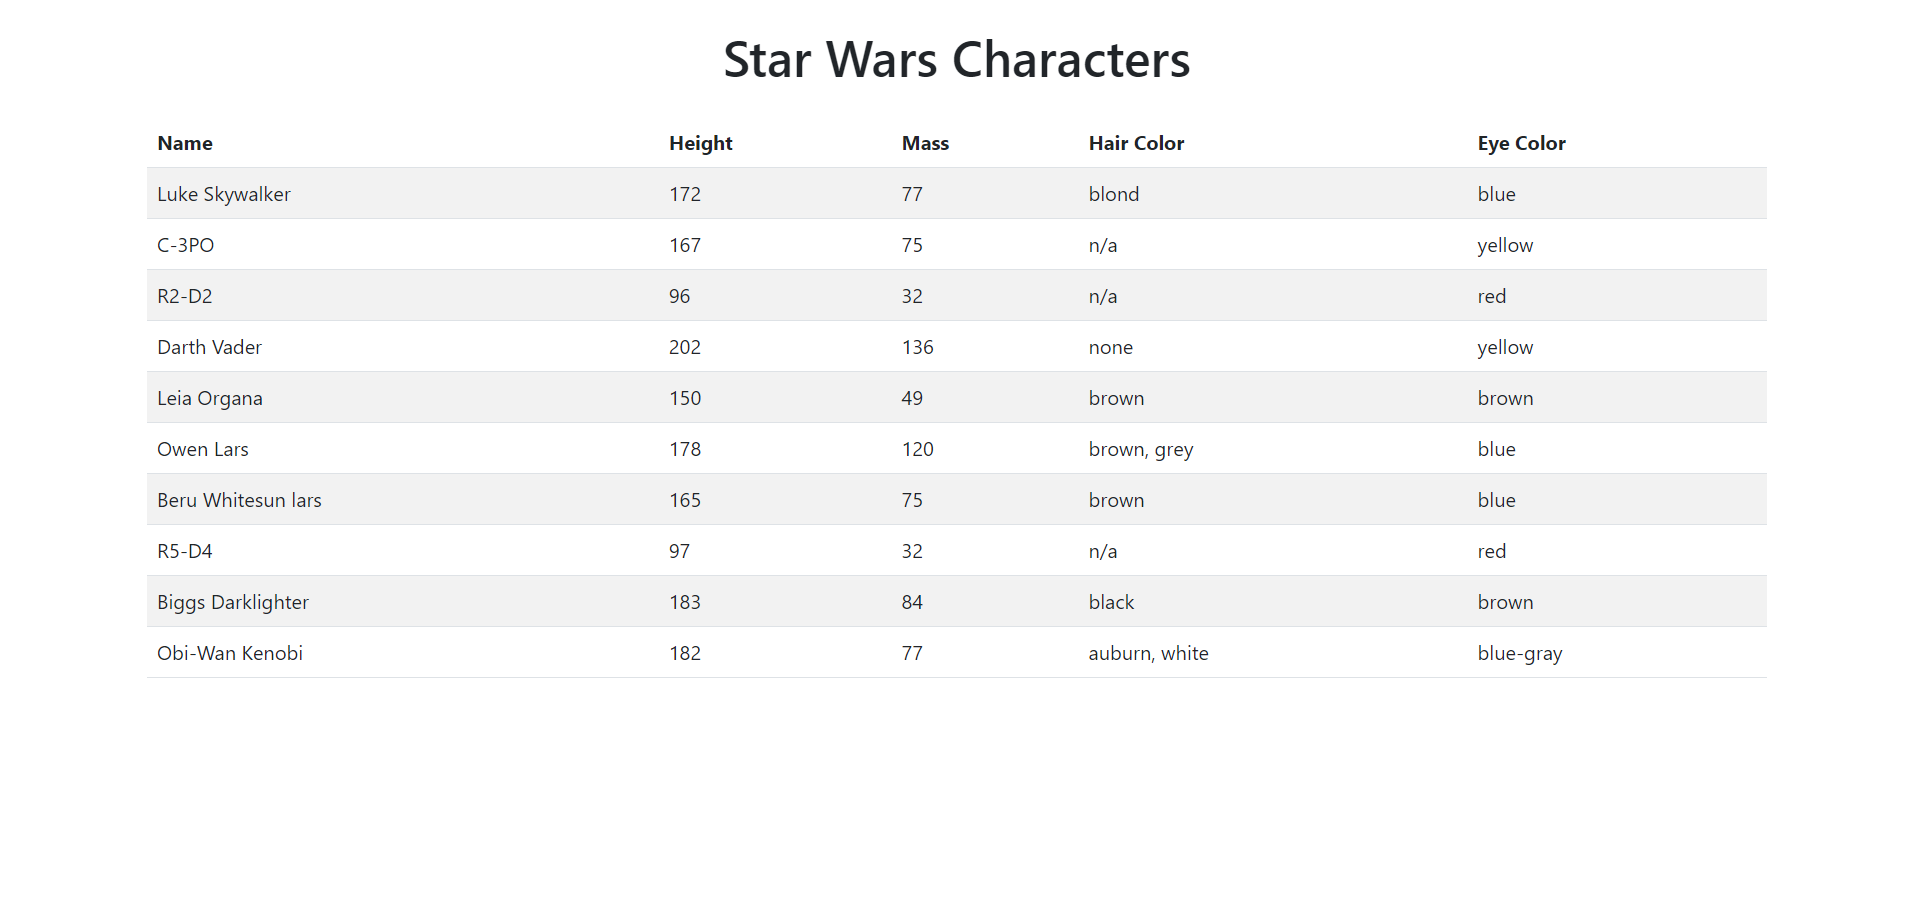 Star Wars Characters
Name Height Mass Hair Color Eye Color
Luke Skywalker 172 77 blond blue
C-3PO 167 75 n/a yellow
R2-D2 96 32 n/a red
Darth Vader 202 136 none yellow
Leia Organa 150 49 brown brown
Owen Lars 178 120 brown, grey blue
Beru Whitesun lars 165 75 brown blue
R5-D4 97 32 n/a red
Biggs Darklighter 183 84 black brown
Obi-Wan Kenobi 182 77 auburn, white blue-gray